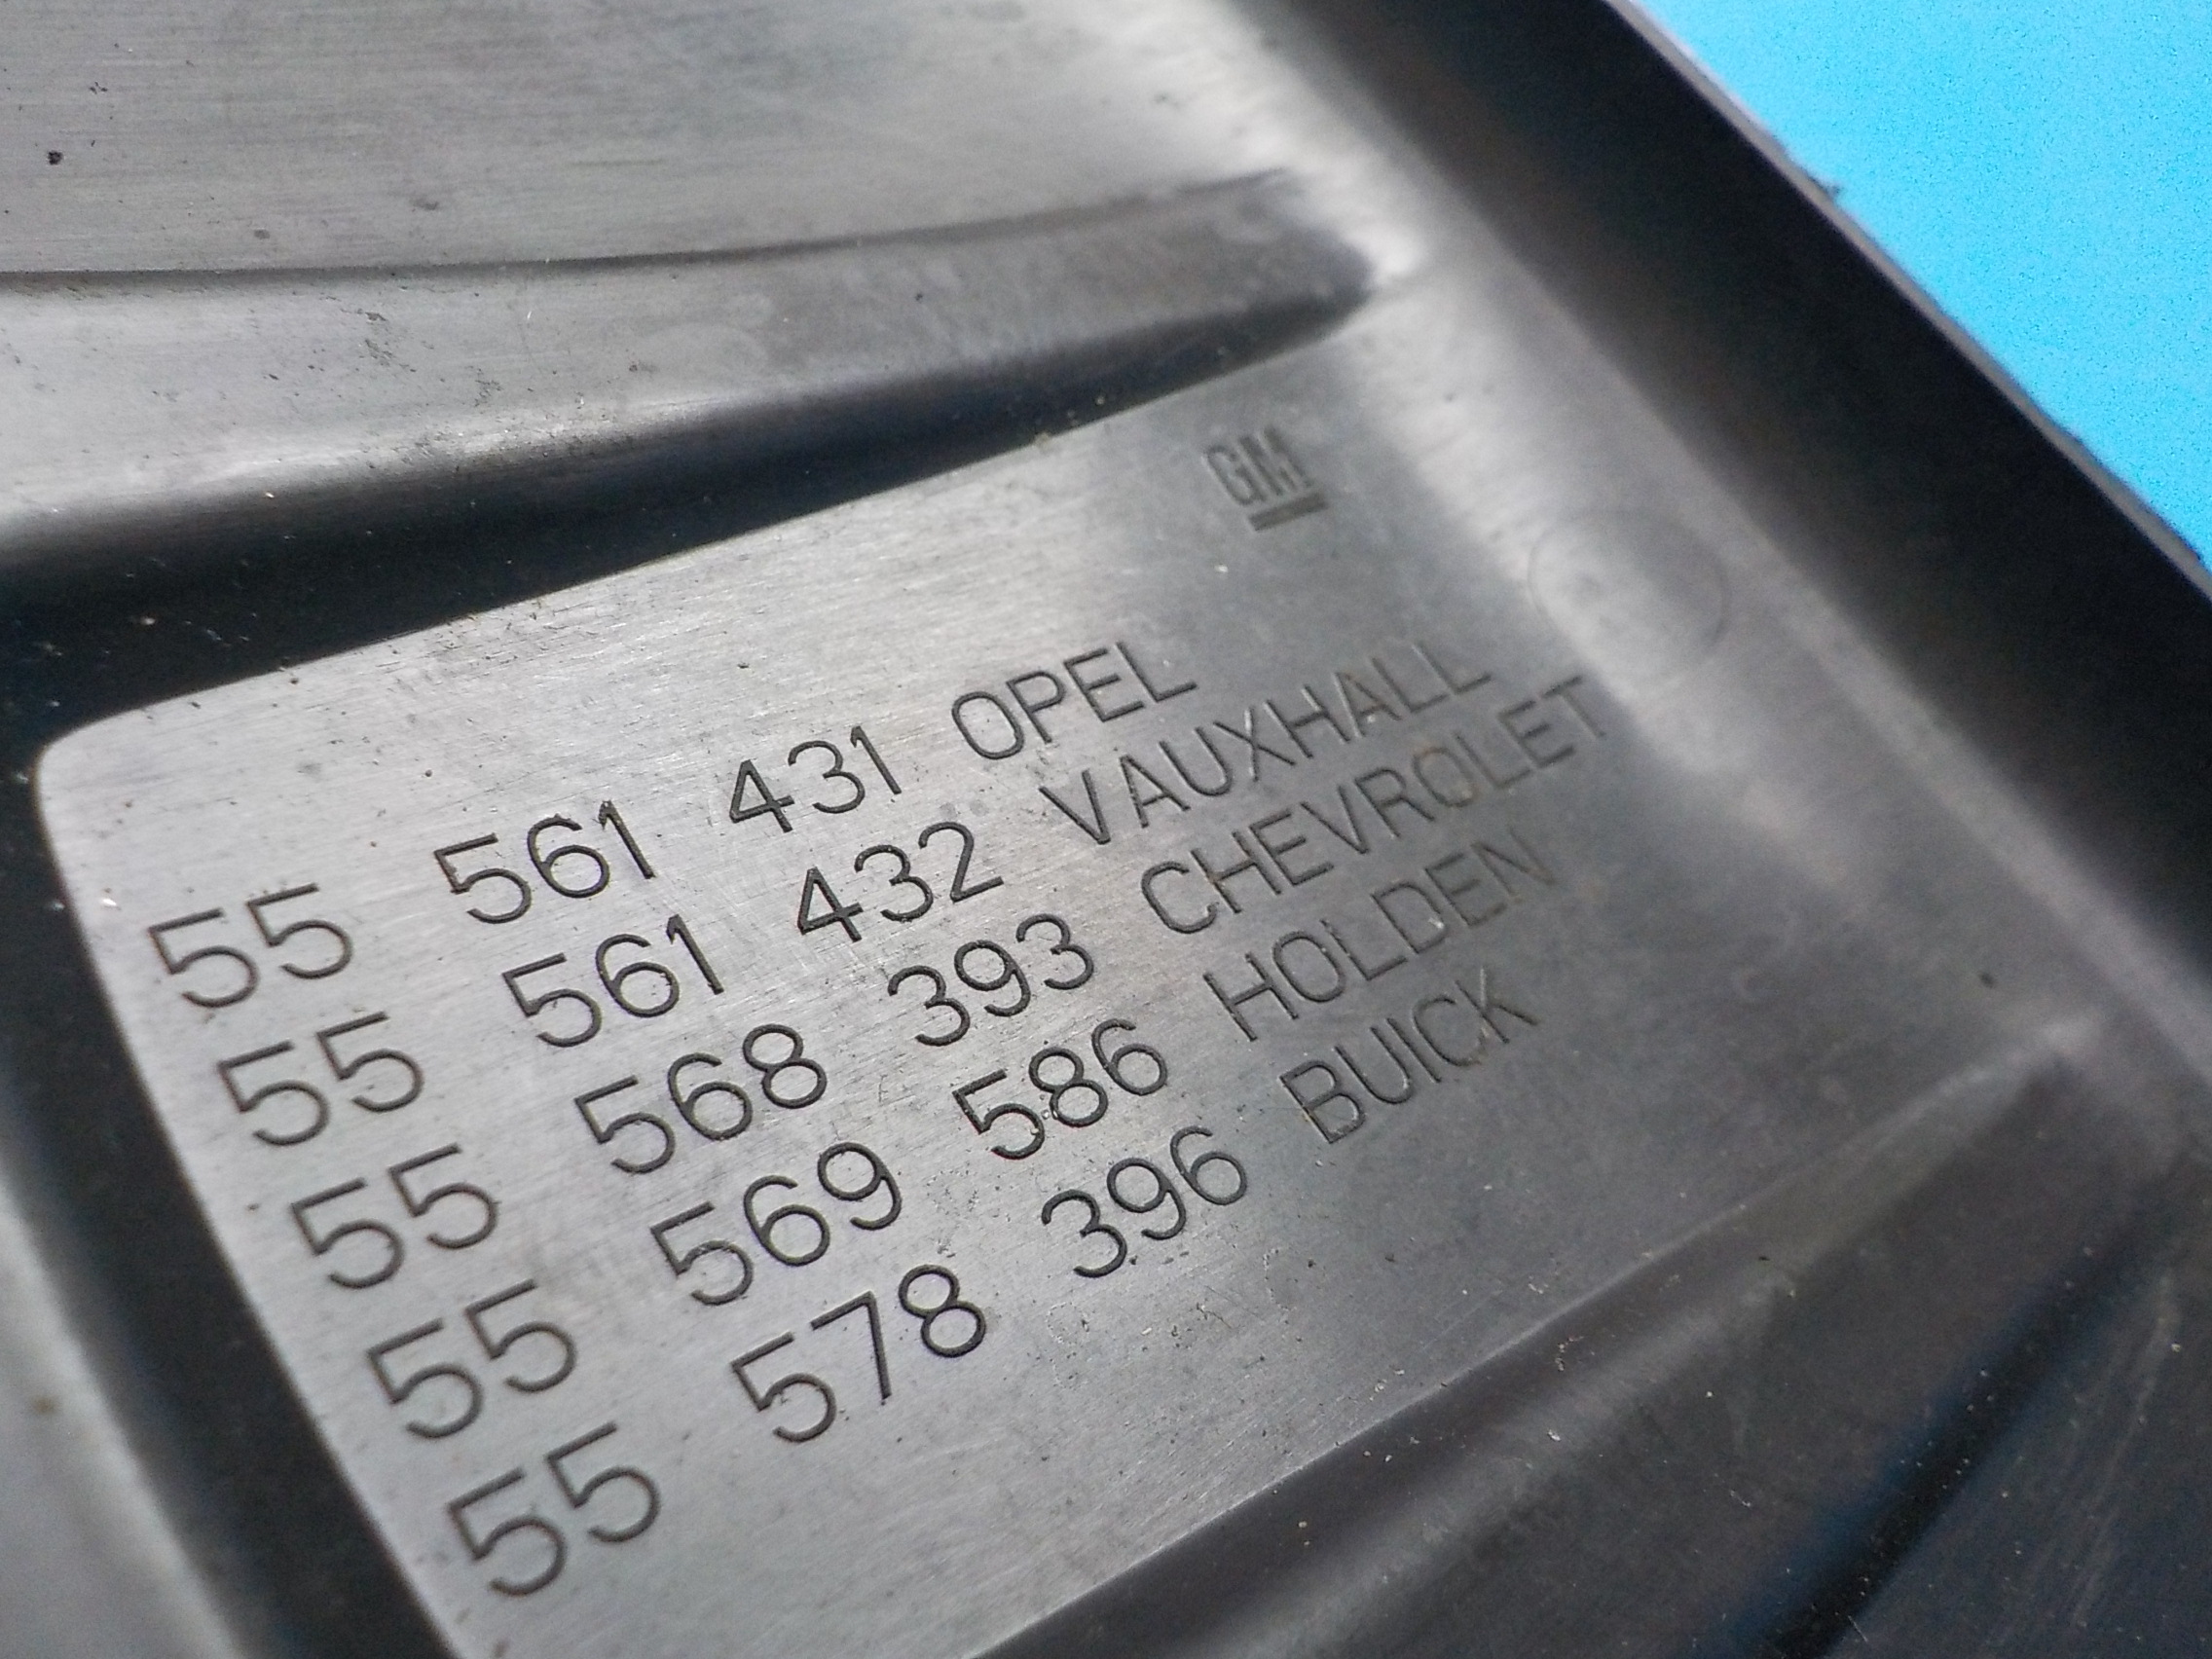 GM
55 561 431 OPEL
55 561 432 VAUXHALL
55 568 393 CHEVROLET
55 569 586 HOLDEN
55 578 396 BUICK